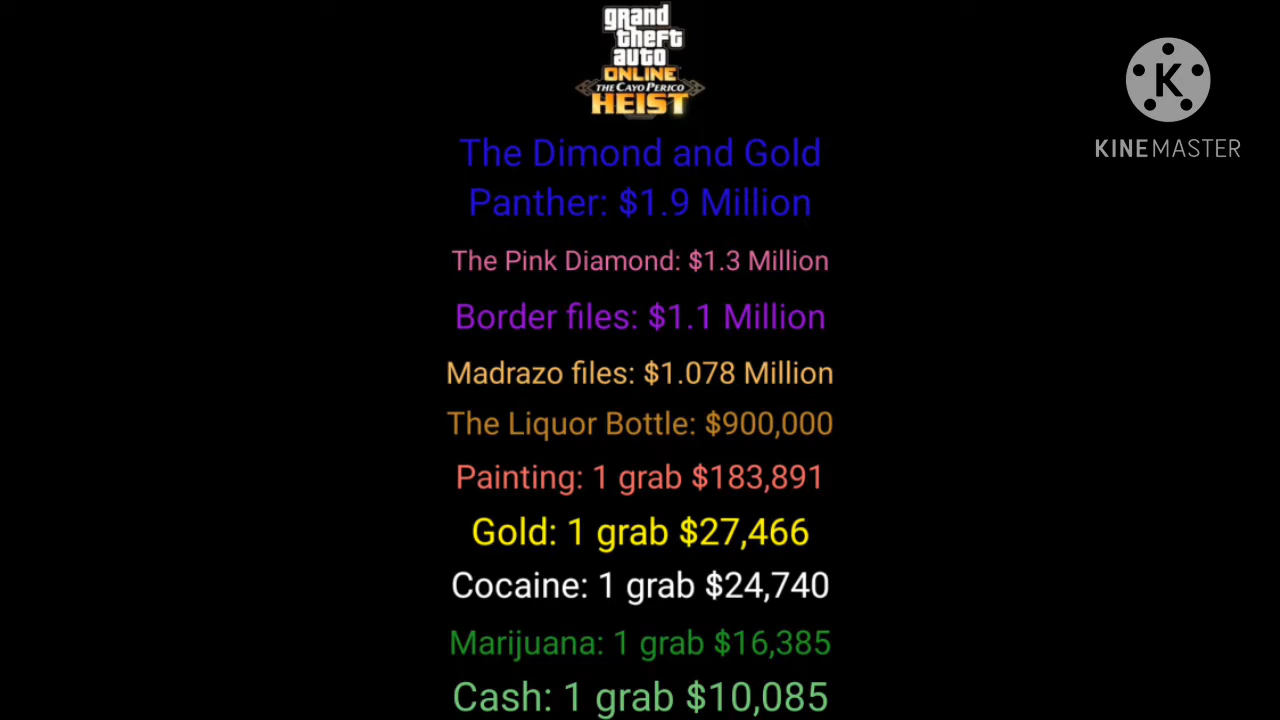 grand
theft
auto
ONLINE
THE CAYO PERICO
HEIST
KINEMASTER
The Dimond and Gold
Panther: $1.9 Million
The Pink Diamond: $1.3 Million
Border files: $1.1 Million
Madrazo files: $1.078 Million
The Liquor Bottle: $900,000
Painting: 1 grab $183,891
Gold: 1 grab $27,466
Cocaine: 1 grab $24,740
Marijuana: 1 grab $16,385
Cash: 1 grab $10,085